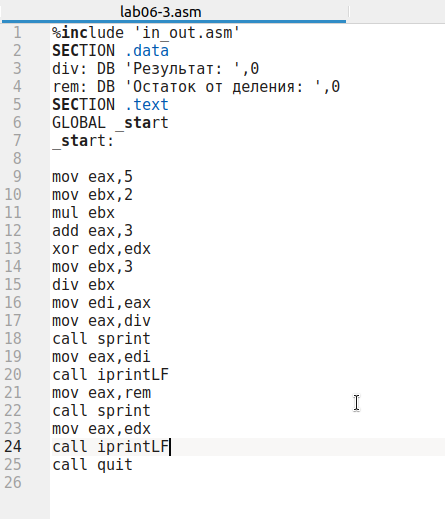 lab06-3.asm
1 %include 'in_out.asm'
2 SECTION .data
3 div: DB 'Результат: ',0
4 rem: DB 'Остаток от деления: ',0
5 SECTION .text
6 GLOBAL _start
7 _start:
8
9 mov eax,5
10 mov ebx,2
11 mul ebx
12 add eax,3
13 xor edx,edx
14 mov ebx,3
15 div ebx
16 mov edi,eax
17 mov eax,div
18 call sprint
19 mov eax,edi
20 call iprintLF
21 mov eax,rem
22 call sprint
23 mov eax,edx
24 call iprintLF
25 call quit
26